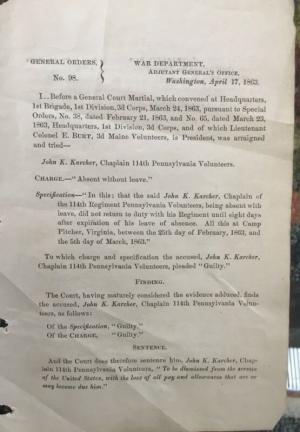 GENERAL ORDERS,
No. 98.
WAR DEPARTMENT,
ADJUTANT GENERAL'S OFFICE,
Washington, April 17, 1863.
I..Before a General Court Martial, which convened at Headquarters,
1st Brigade, 1st Division, 3d Corps, March 24, 1863, pursuant to Special
Orders, No. 38, dated February 21, 1863, and No. 65, dated March 23,
1863, Headquarters, 1st Division, 3d Corps, and of which Lieutenant
Colonel E. BURT, 3d Maine Volunteers, is President, was arraigned
and tried—
John K. Karcher, Chaplain 114th Pennsylvania Volunteers.
CHARGE.—"Absent without leave."
Specification—"In this; that the said John K. Karcher, Chaplain of
the 114th Regiment Pennsylvania Volunteers, being absent with
leave, did not return to duty with his Regiment until eight days
after expiration of his leave of absence. All this at Camp
Pitcher, Virginia, between the 25th day of February, 1863, and
the 5th day of March, 1863."
To which charge and specification the accused, John K. Karcher,
Chaplain 114th Pennsylvania Volunteers, pleaded "Guilty."
FINDING.
The Court, having maturely considered the evidence adduced, finds
the accused, John K. Karcher, Chaplain 114th Pennsylvania Volun-
teers, as follows:
Of the Specification, "Guilty."
Of the CHARGE, "Guilty."
SENTENCE.
And the Court does therefore sentence him, John K. Karcher, Chap-
lain 114th Pennsylvania Volunteers, "To be dismissed from the service
of the United States, with the loss of all pay and allowances that are or
may become due him."